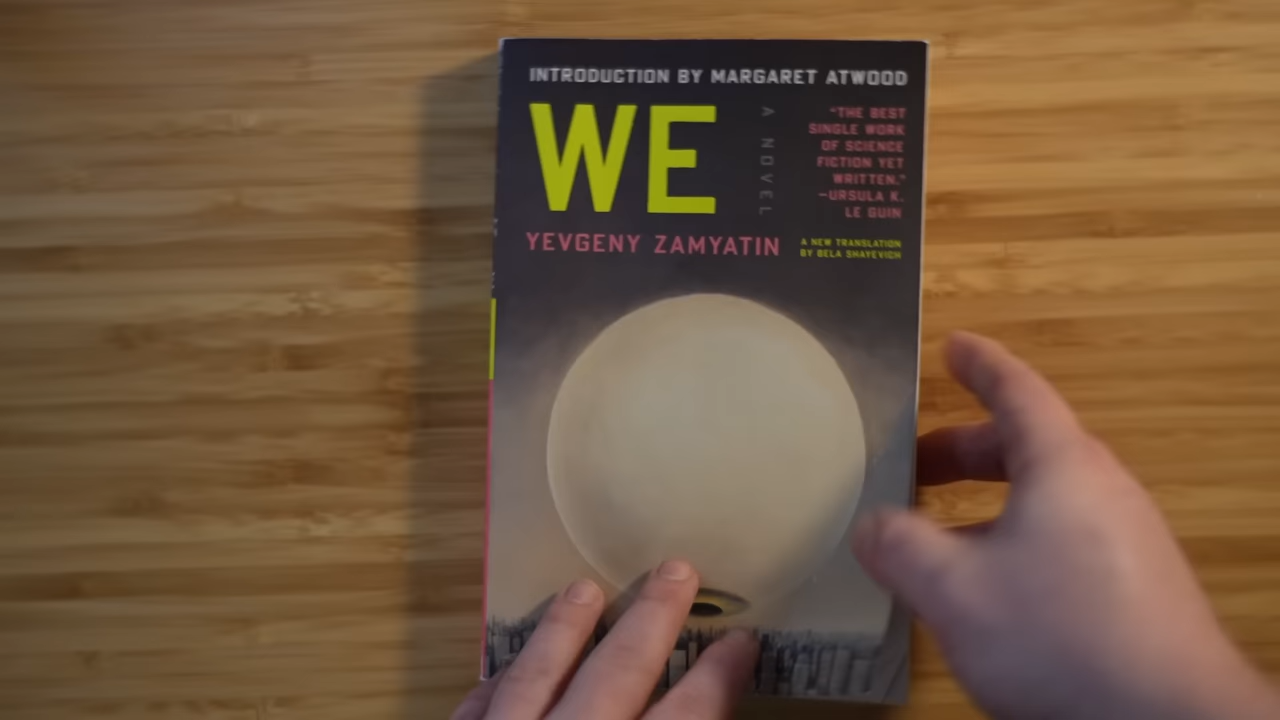 INTRODUCTION BY MARGARET ATWOOD
WE
A NOVEL
"THE BEST
SINGLE WORK
OF SCIENCE
FICTION YET
WRITTEN."
—URSULA K.
LE GUIN
YEVGENY ZAMYATIN
A NEW TRANSLATION
BY BELA SHAYEVICH